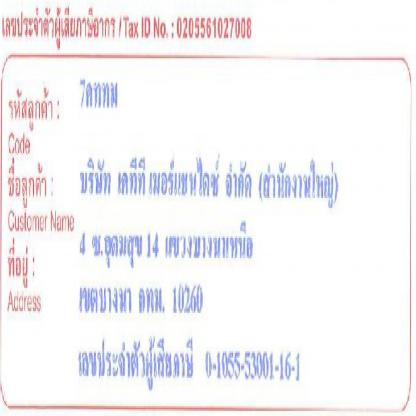 เลขประจำตัวผู้เสียภาษีอากร / Tax ID No. : 0205561027008
รหัสลูกค้า : 7คททม
Code
ชื่อลูกค้า : บริษัท เคทีที เมอร์แชนไดซ์ จำกัด (สำนักงานใหญ่)
Customer Name
ที่อยู่ : 4 ซ.อุดมสุข 14 แขวงบางนาเหนือ
Address เขตบางนา กทม. 10260
เลขประจำตัวผู้เสียภาษี 0-1055-53001-16-1